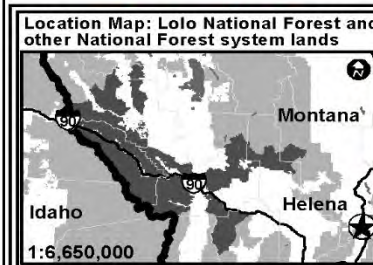 Location Map: Lolo National Forest and
other National Forest system lands
N
Montana
90
90
Idaho
Helena
1:6,650,000